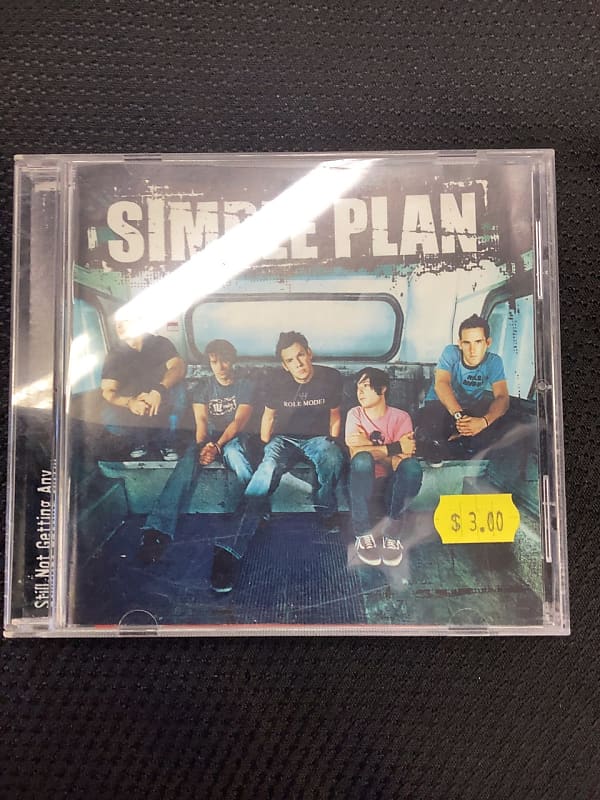 SIMPLE PLAN
ROLE MODEL
$ 3.00
Still Not Getting Any